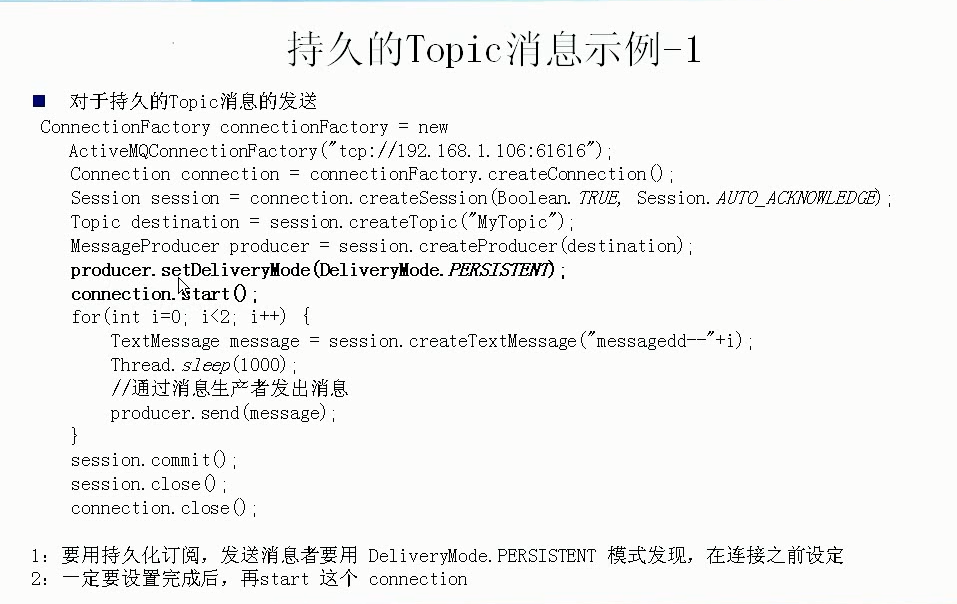 持久的Topic消息示例-1
■ 对于持久的Topic消息的发送
ConnectionFactory connectionFactory = new
ActiveMQConnectionFactory("tcp://192.168.1.106:61616");
Connection connection = connectionFactory.createConnection();
Session session = connection.createSession(Boolean.TRUE, Session.AUTO_ACKNOWLEDGE);
Topic destination = session.createTopic("MyTopic");
MessageProducer producer = session.createProducer(destination);
producer.setDeliveryMode(DeliveryMode.PERSISTENT);
connection.start();
for(int i=0; i<2; i++) {
TextMessage message = session.createTextMessage("messagedd--"+i);
Thread.sleep(1000);
//通过消息生产者发出消息
producer.send(message);
}
session.commit();
session.close();
connection.close();
1：要用持久化订阅，发送消息者要用 DeliveryMode.PERSISTENT 模式发现，在连接之前设定
2：一定要设置完成后，再start 这个 connection